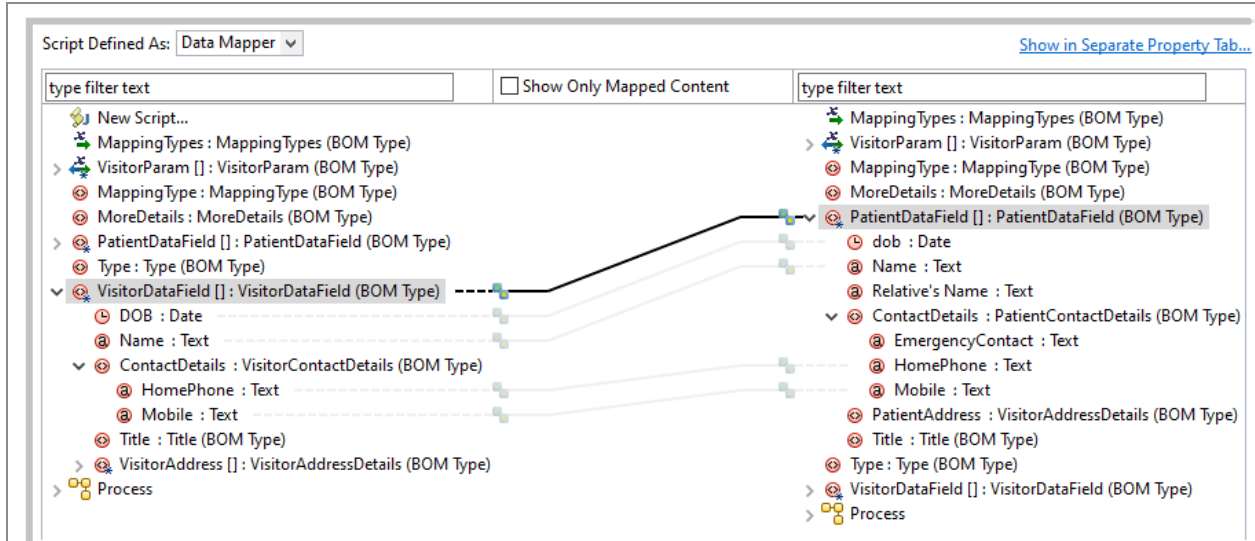 Script Defined As: Data Mapper
Show in Separate Property Tab...
type filter text
Show Only Mapped Content
type filter text
New Script...
MappingTypes : MappingTypes (BOM Type)
VisitorParam [] : VisitorParam (BOM Type)
MappingType : MappingType (BOM Type)
MoreDetails : MoreDetails (BOM Type)
PatientDataField [] : PatientDataField (BOM Type)
Type : Type (BOM Type)
VisitorDataField [] : VisitorDataField (BOM Type)
DOB : Date
Name : Text
ContactDetails : VisitorContactDetails (BOM Type)
HomePhone : Text
Mobile : Text
Title : Title (BOM Type)
VisitorAddress [] : VisitorAddressDetails (BOM Type)
Process
MappingTypes : MappingTypes (BOM Type)
VisitorParam [] : VisitorParam (BOM Type)
MappingType : MappingType (BOM Type)
MoreDetails : MoreDetails (BOM Type)
PatientDataField [] : PatientDataField (BOM Type)
dob : Date
Name : Text
Relative's Name : Text
ContactDetails : PatientContactDetails (BOM Type)
EmergencyContact : Text
HomePhone : Text
Mobile : Text
PatientAddress : VisitorAddressDetails (BOM Type)
Title : Title (BOM Type)
Type : Type (BOM Type)
VisitorDataField [] : VisitorDataField (BOM Type)
Process